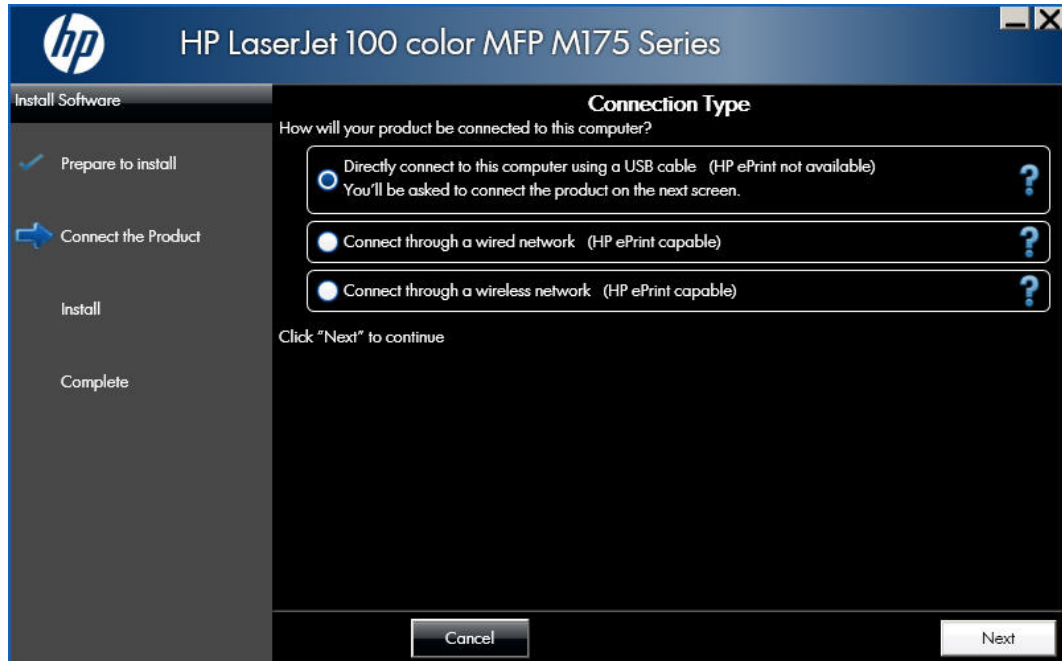 hp
HP LaserJet 100 color MFP M175 Series
Install Software
Prepare to install
Connect the Product
Install
Complete
Connection Type
How will your product be connected to this computer?
Directly connect to this computer using a USB cable (HP ePrint not available)
You'll be asked to connect the product on the next screen.
?
Connect through a wired network (HP ePrint capable)
?
Connect through a wireless network (HP ePrint capable)
?
Click "Next" to continue
Cancel
Next